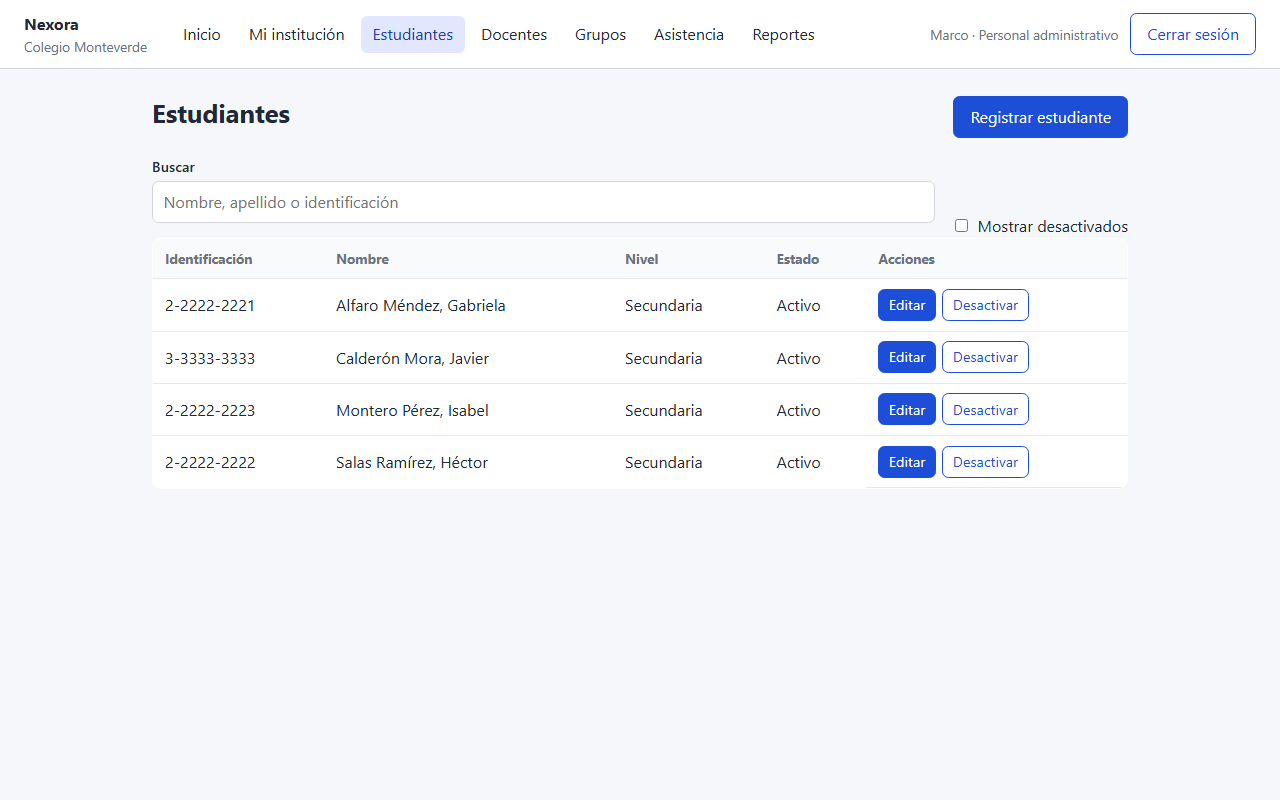 Nexora
Colegio Monteverde
Inicio
Mi institución
Estudiantes
Docentes
Grupos
Asistencia
Reportes
Marco · Personal administrativo
Cerrar sesión
Estudiantes
Registrar estudiante
Buscar
Nombre, apellido o identificación
Mostrar desactivados
Identificación Nombre Nivel Estado Acciones
2-2222-2221 Alfaro Méndez, Gabriela Secundaria Activo Editar Desactivar
3-3333-3333 Calderón Mora, Javier Secundaria Activo Editar Desactivar
2-2222-2223 Montero Pérez, Isabel Secundaria Activo Editar Desactivar
2-2222-2222 Salas Ramírez, Héctor Secundaria Activo Editar Desactivar